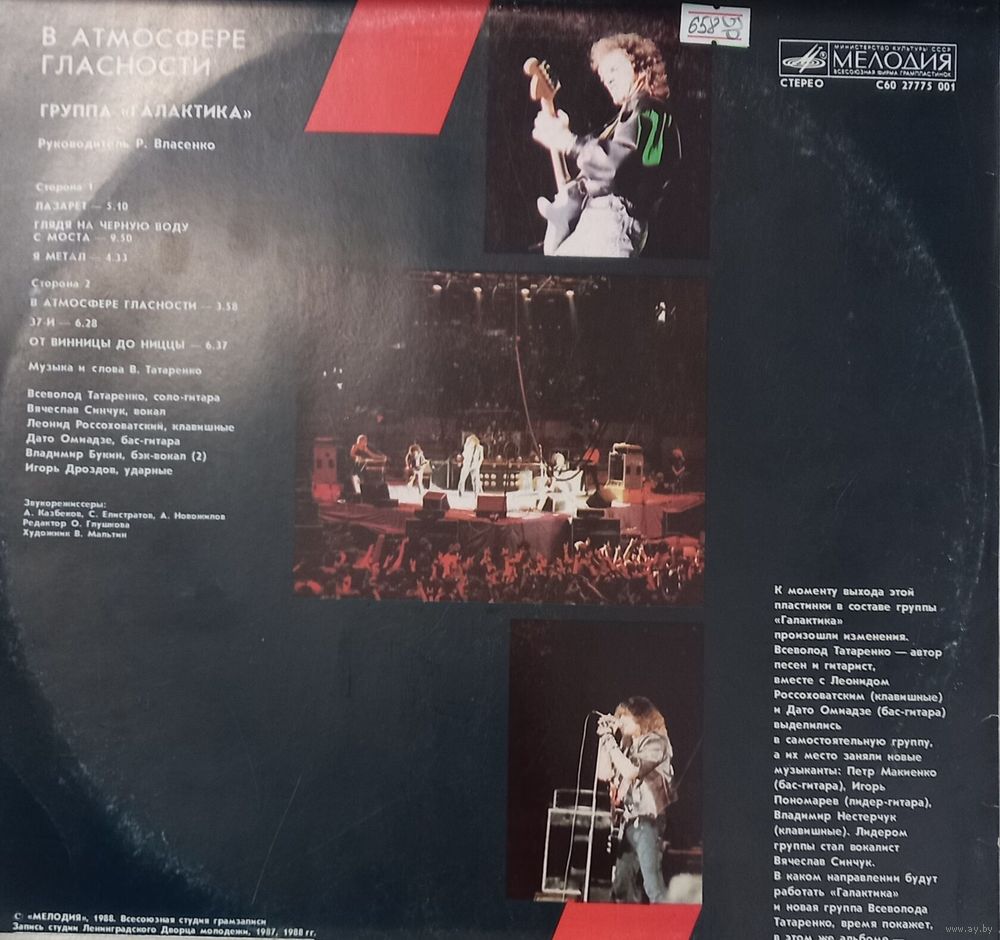 В АТМОСФЕРЕ
ГЛАСНОСТИ
ГРУППА «ГАЛАКТИКА»
Руководитель Р. Власенко
Сторона 1
ЛАЗАРЕТ — 5.10
ГЛЯДЯ НА ЧЕРНУЮ ВОДУ
С МОСТА — 9.50
Я МЕТАЛ — 4.33
Сторона 2
В АТМОСФЕРЕ ГЛАСНОСТИ — 3.58
37-Й — 6.28
ОТ ВИННИЦЫ ДО НИЦЦЫ — 6.37
Музыка и слова В. Татаренко
Всеволод Татаренко, соло-гитара
Вячеслав Синчук, вокал
Леонид Россоховатский, клавишные
Дато Омиадзе, бас-гитара
Владимир Букин, бэк-вокал (2)
Игорь Дроздов, ударные
Звукорежиссеры:
А. Казбеков, С. Елистратов, А. Новожилов
Редактор О. Глушкова
Художник В. Мальтин
© «МЕЛОДИЯ», 1988. Всесоюзная студия грамзаписи
Запись студии Ленинградского Дворца молодежи, 1987, 1988 гг.
658
МИНИСТЕРСТВО КУЛЬТУРЫ СССР
МЕЛОДИЯ
ВСЕСОЮЗНАЯ ФИРМА ГРАМПЛАСТИНОК
СТЕРЕО С60 27775 001
К моменту выхода этой
пластинки в составе группы
«Галактика»
произошли изменения.
Всеволод Татаренко — автор
песен и гитарист,
вместе с Леонидом
Россоховатским (клавишные)
и Дато Омиадзе (бас-гитара)
выделились
в самостоятельную группу,
а их место заняли новые
музыканты: Петр Макиенко
(бас-гитара), Игорь
Пономарев (лидер-гитара),
Владимир Нестерчук
(клавишные). Лидером
группы стал вокалист
Вячеслав Синчук.
В каком направлении будут
работать «Галактика»
и новая группа Всеволода
Татаренко, время покажет,
в этом же альбоме
www.ay.by